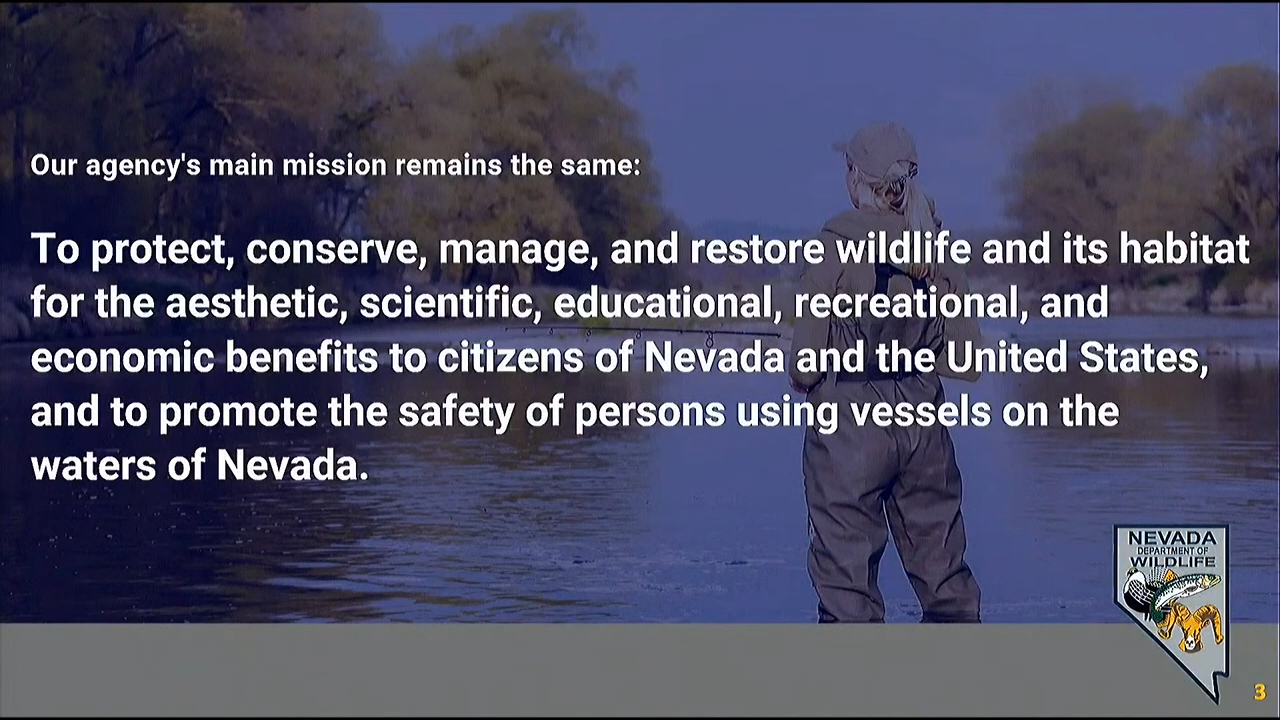 Our agency's main mission remains the same:
To protect, conserve, manage, and restore wildlife and its habitat
for the aesthetic, scientific, educational, recreational, and
economic benefits to citizens of Nevada and the United States,
and to promote the safety of persons using vessels on the
waters of Nevada.
NEVADA
DEPARTMENT OF
WILDLIFE
3